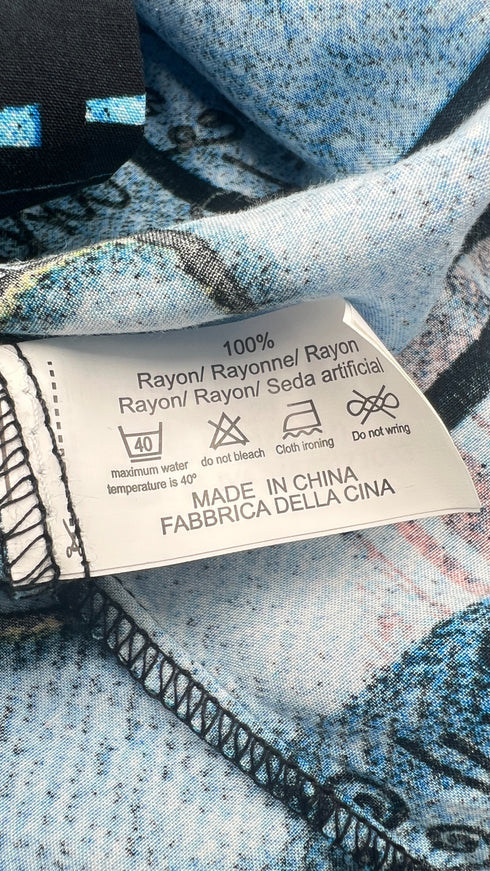 100%
Rayon/ Rayonne/ Rayon
Rayon/ Rayon/ Seda artificial
40
maximum water
temperature is 40°
do not bleach
Cloth ironing
Do not wring
MADE IN CHINA
FABBRICA DELLA CINA